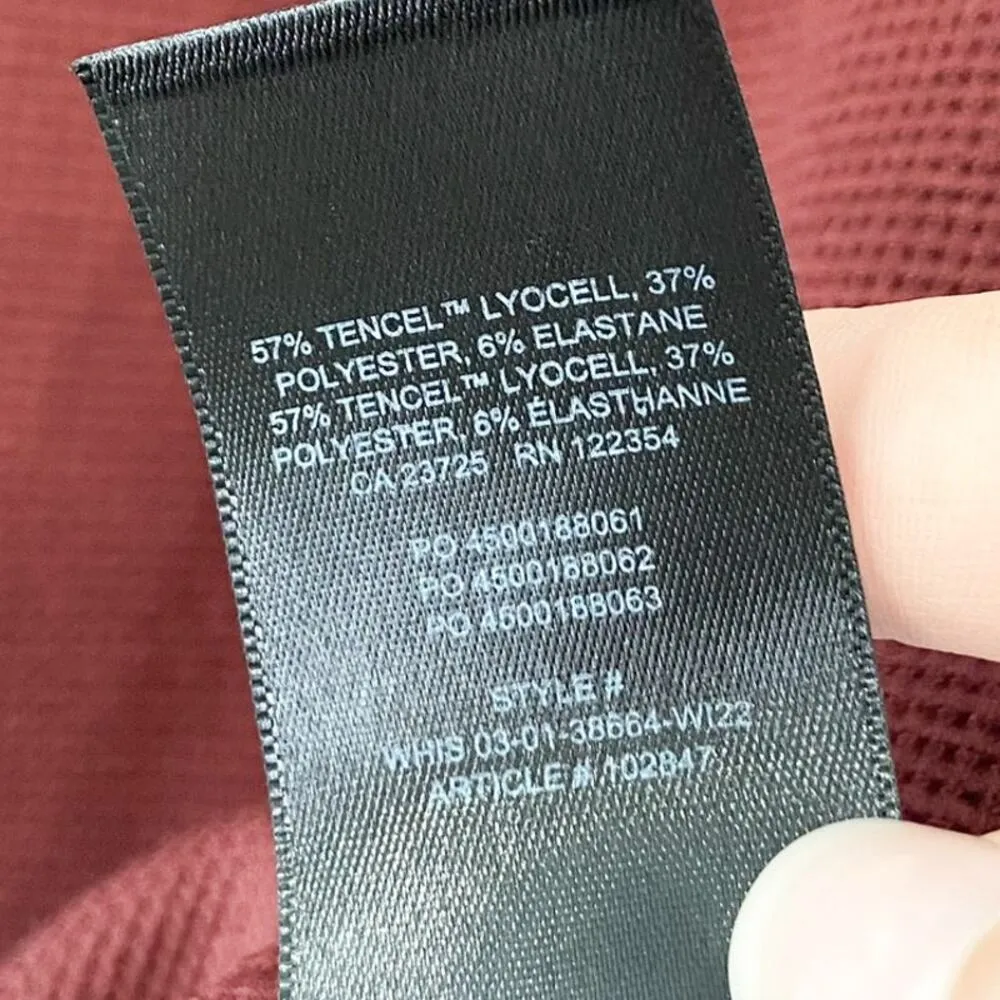 57% TENCEL™ LYOCELL, 37%
POLYESTER, 6% ELASTANE
57% TENCEL™ LYOCELL, 37%
POLYESTER, 6% ÉLASTHANNE
CA 23725 RN 122354
PO 4500188061
PO 4500188062
PO 4500188063
STYLE #
WHIS 03-01-38664-WI22
ARTICLE # 102847